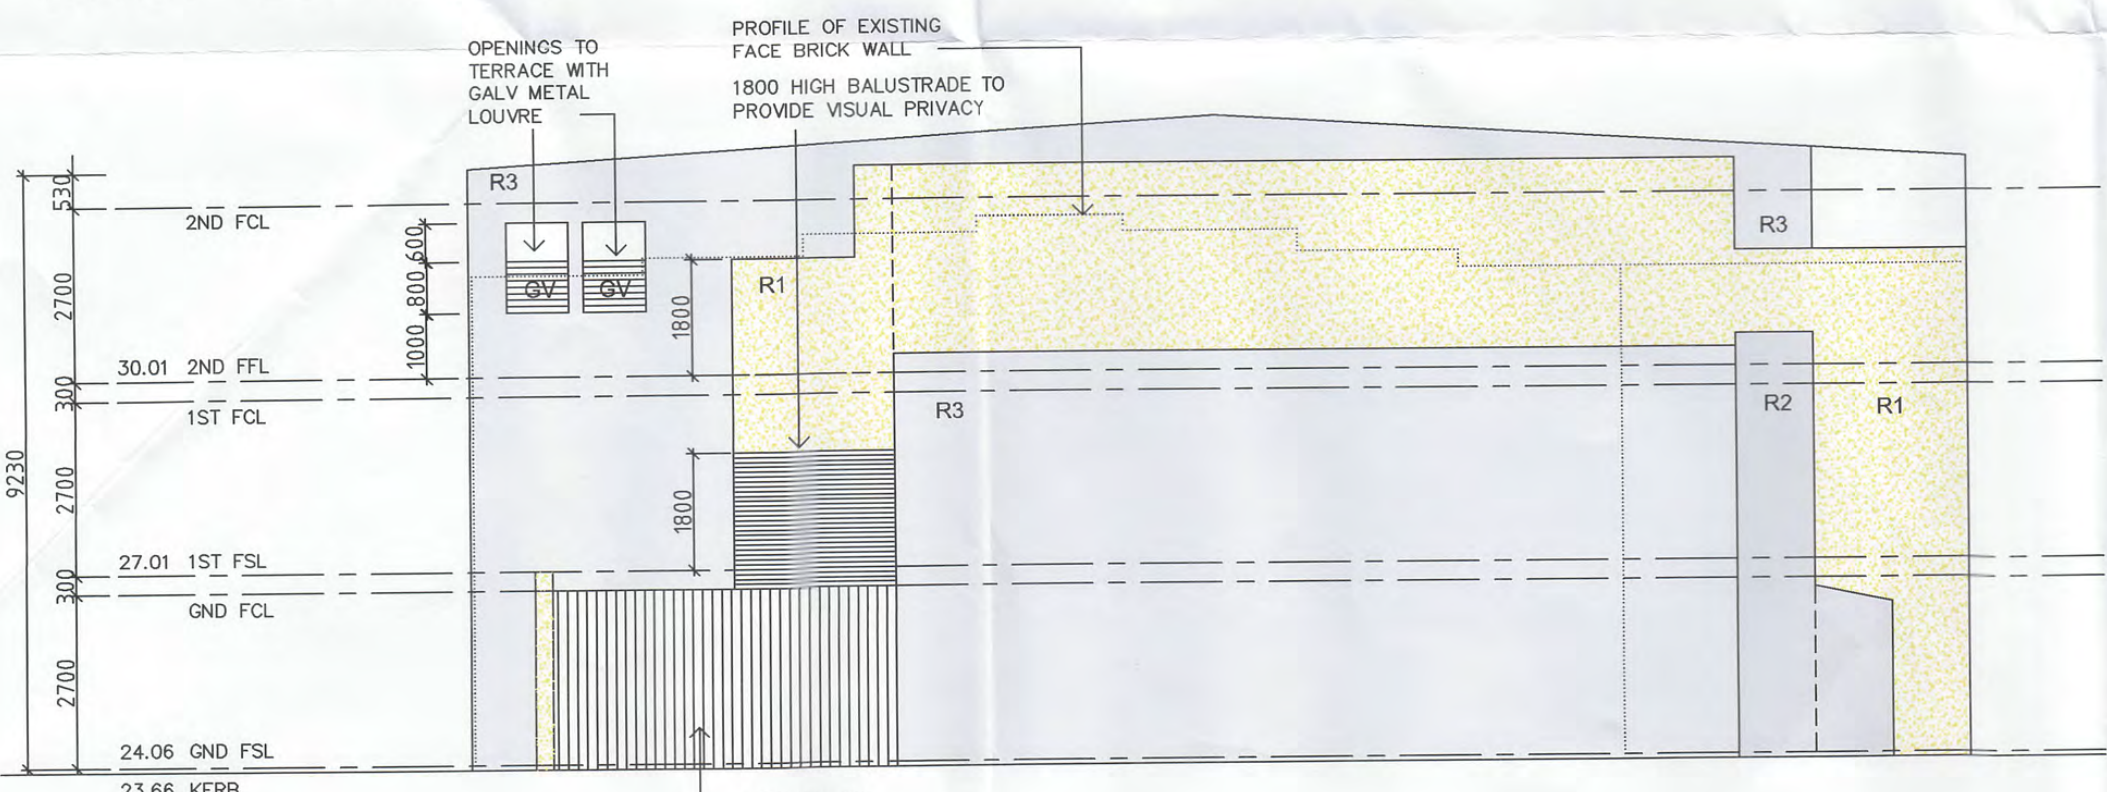 PROFILE OF EXISTING
FACE BRICK WALL
OPENINGS TO
TERRACE WITH
GALV METAL
LOUVRE
1800 HIGH BALUSTRADE TO
PROVIDE VISUAL PRIVACY
R3
530
2ND FCL
R3
600
GV
GV
R1
2700
800
1800
1000
30.01 2ND FFL
300
1ST FCL
R3
R2
R1
9230
2700
1800
27.01 1ST FSL
300
GND FCL
2700
24.06 GND FSL
23.66 KERB